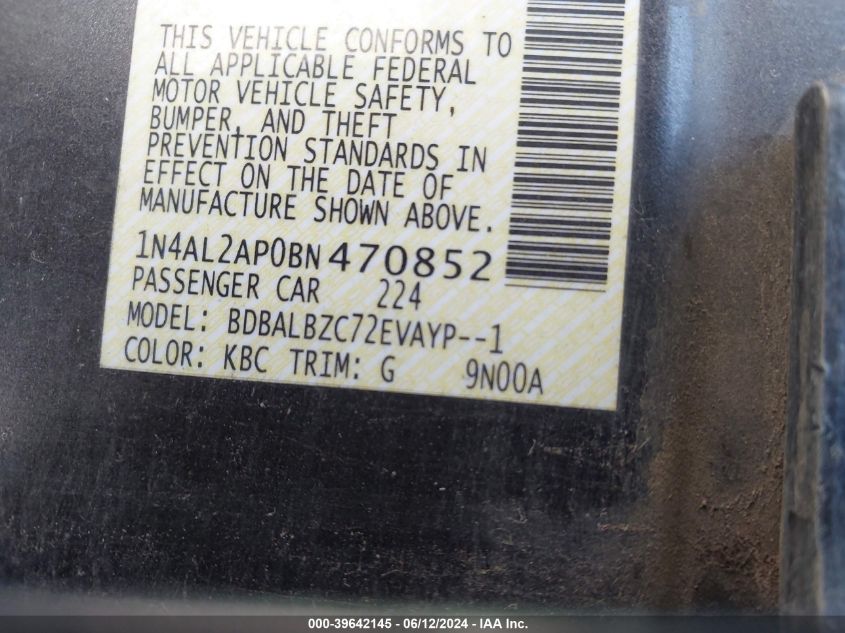 THIS VEHICLE CONFORMS TO
ALL APPLICABLE FEDERAL
MOTOR VEHICLE SAFETY,
BUMPER, AND THEFT
PREVENTION STANDARDS IN
EFFECT ON THE DATE OF
MANUFACTURE SHOWN ABOVE.
1N4AL2AP0BN470852
PASSENGER CAR 224
MODEL: BDBALBZC72EVAYP--1
COLOR: KBC TRIM: G 9N00A
000-39642145 - 06/12/2024 - IAA Inc.